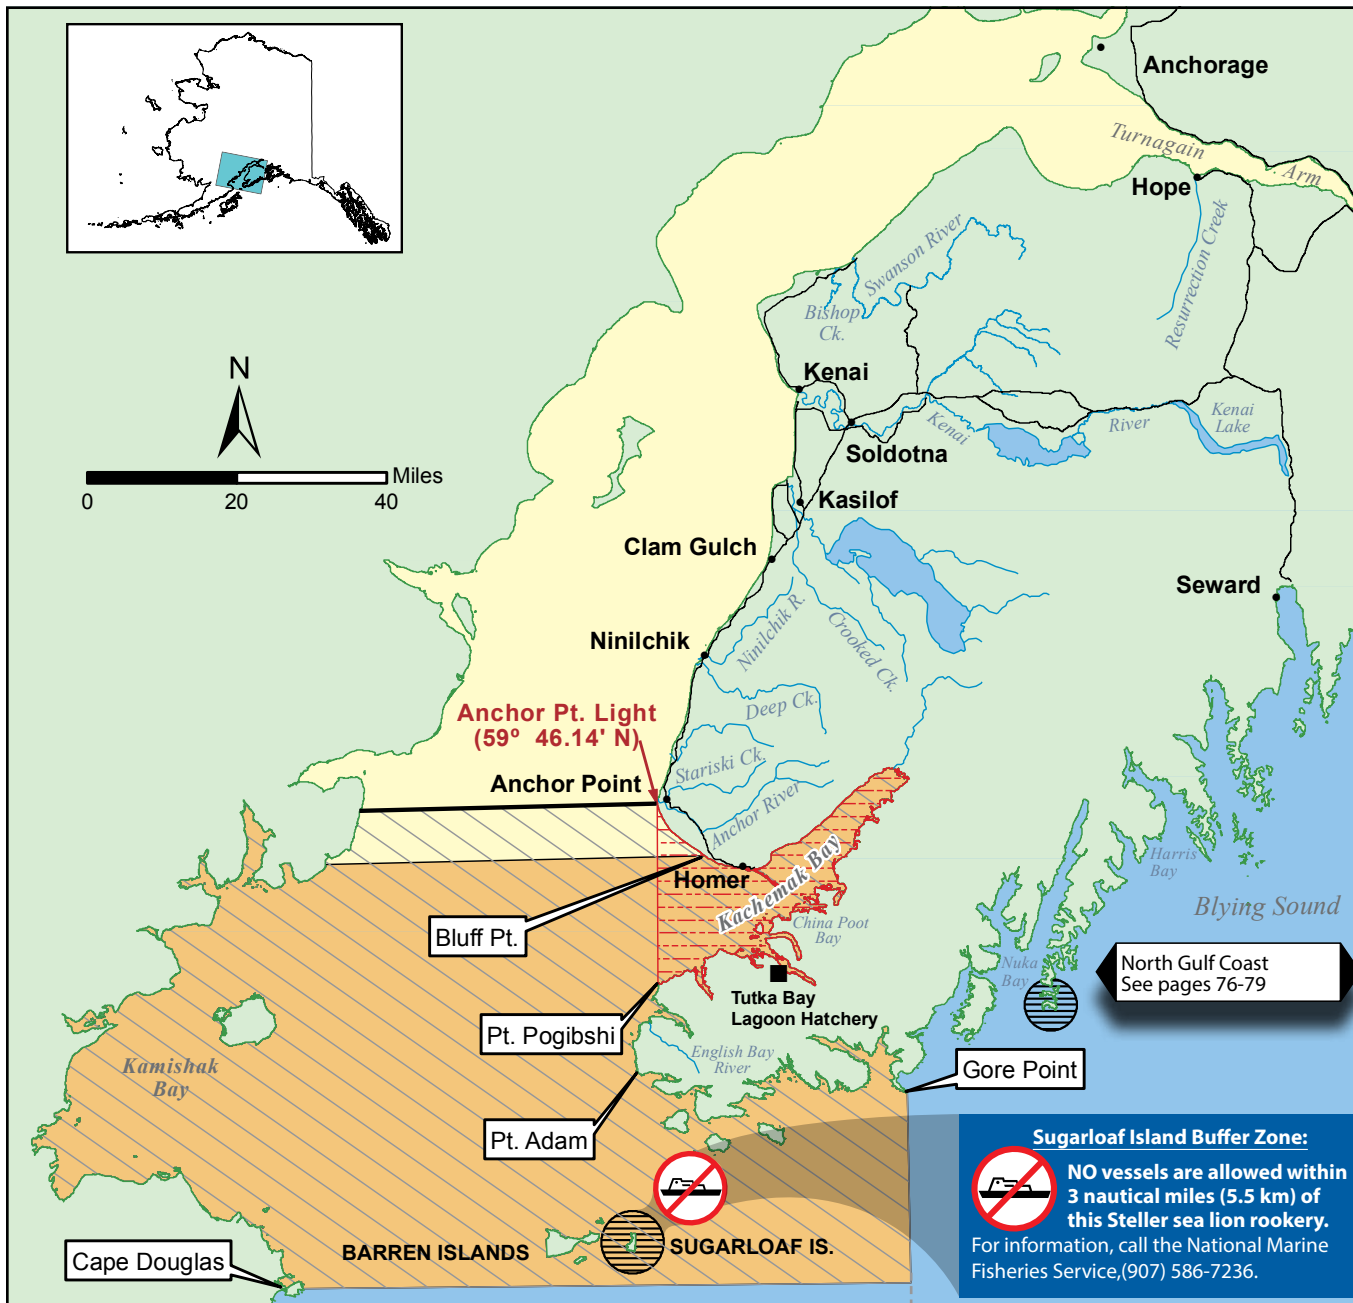 Anchorage
Turnagain
Arm
Hope
Resurrection Creek
Swanson River
Bishop
Ck.
N
Kenai
Kenai
River
Kenai
Lake
Soldotna
Miles
0
20
40
Kasilof
Clam Gulch
Seward
Ninilchik
Ninilchik R.
Crooked Ck.
Deep Ck.
Anchor Pt. Light
(59º 46.14' N)
Stariski Ck.
Anchor Point
Anchor River
Homer
Kachemak Bay
Harris
Bay
Blying Sound
Bluff Pt.
China Poot
Bay
Nuka
Bay
North Gulf Coast
See pages 76-79
Tutka Bay
Lagoon Hatchery
Pt. Pogibshi
English Bay
River
Kamishak
Bay
Gore Point
Pt. Adam
Sugarloaf Island Buffer Zone:
NO vessels are allowed within
3 nautical miles (5.5 km) of
this Steller sea lion rookery.
For information, call the National Marine
Fisheries Service,(907) 586-7236.
BARREN ISLANDS
SUGARLOAF IS.
Cape Douglas